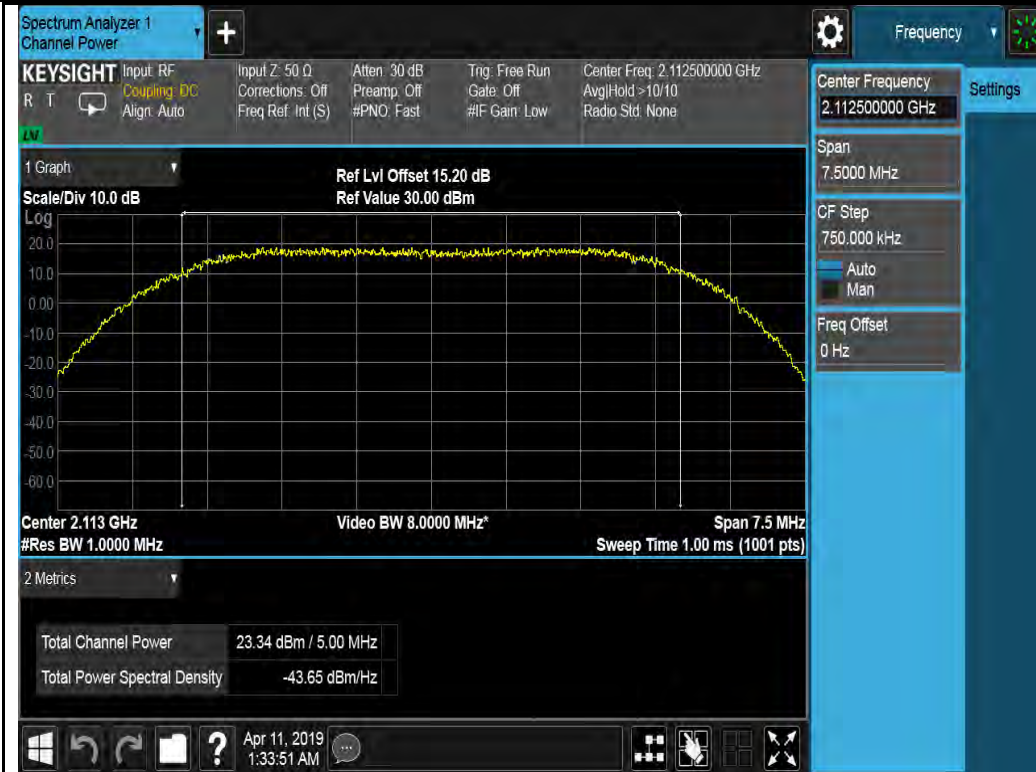 Spectrum Analyzer 1
Channel Power
+
Frequency
KEYSIGHT
R T
LNI
Input: RF
Coupling: DC
Align: Auto
Input Z: 50 Ω
Corrections: Off
Freq Ref: Int (S)
Atten: 30 dB
Preamp: Off
#PNO: Fast
Trig: Free Run
Gate: Off
#IF Gain: Low
Center Freq: 2.112500000 GHz
Avg|Hold >10/10
Radio Std: None
Center Frequency
2.112500000 GHz
Settings
Span
7.5000 MHz
CF Step
750.000 kHz
Auto
Man
Freq Offset
0 Hz
1 Graph
Scale/Div 10.0 dB
Ref Lvl Offset 15.20 dB
Ref Value 30.00 dBm
Log
20.0
10.0
0.00
-10.0
-20.0
-30.0
-40.0
-50.0
-60.0
Center 2.113 GHz
Video BW 8.0000 MHz*
Span 7.5 MHz
#Res BW 1.0000 MHz
Sweep Time 1.00 ms (1001 pts)
2 Metrics
Total Channel Power 23.34 dBm / 5.00 MHz
Total Power Spectral Density -43.65 dBm/Hz
?
Apr 11, 2019
1:33:51 AM